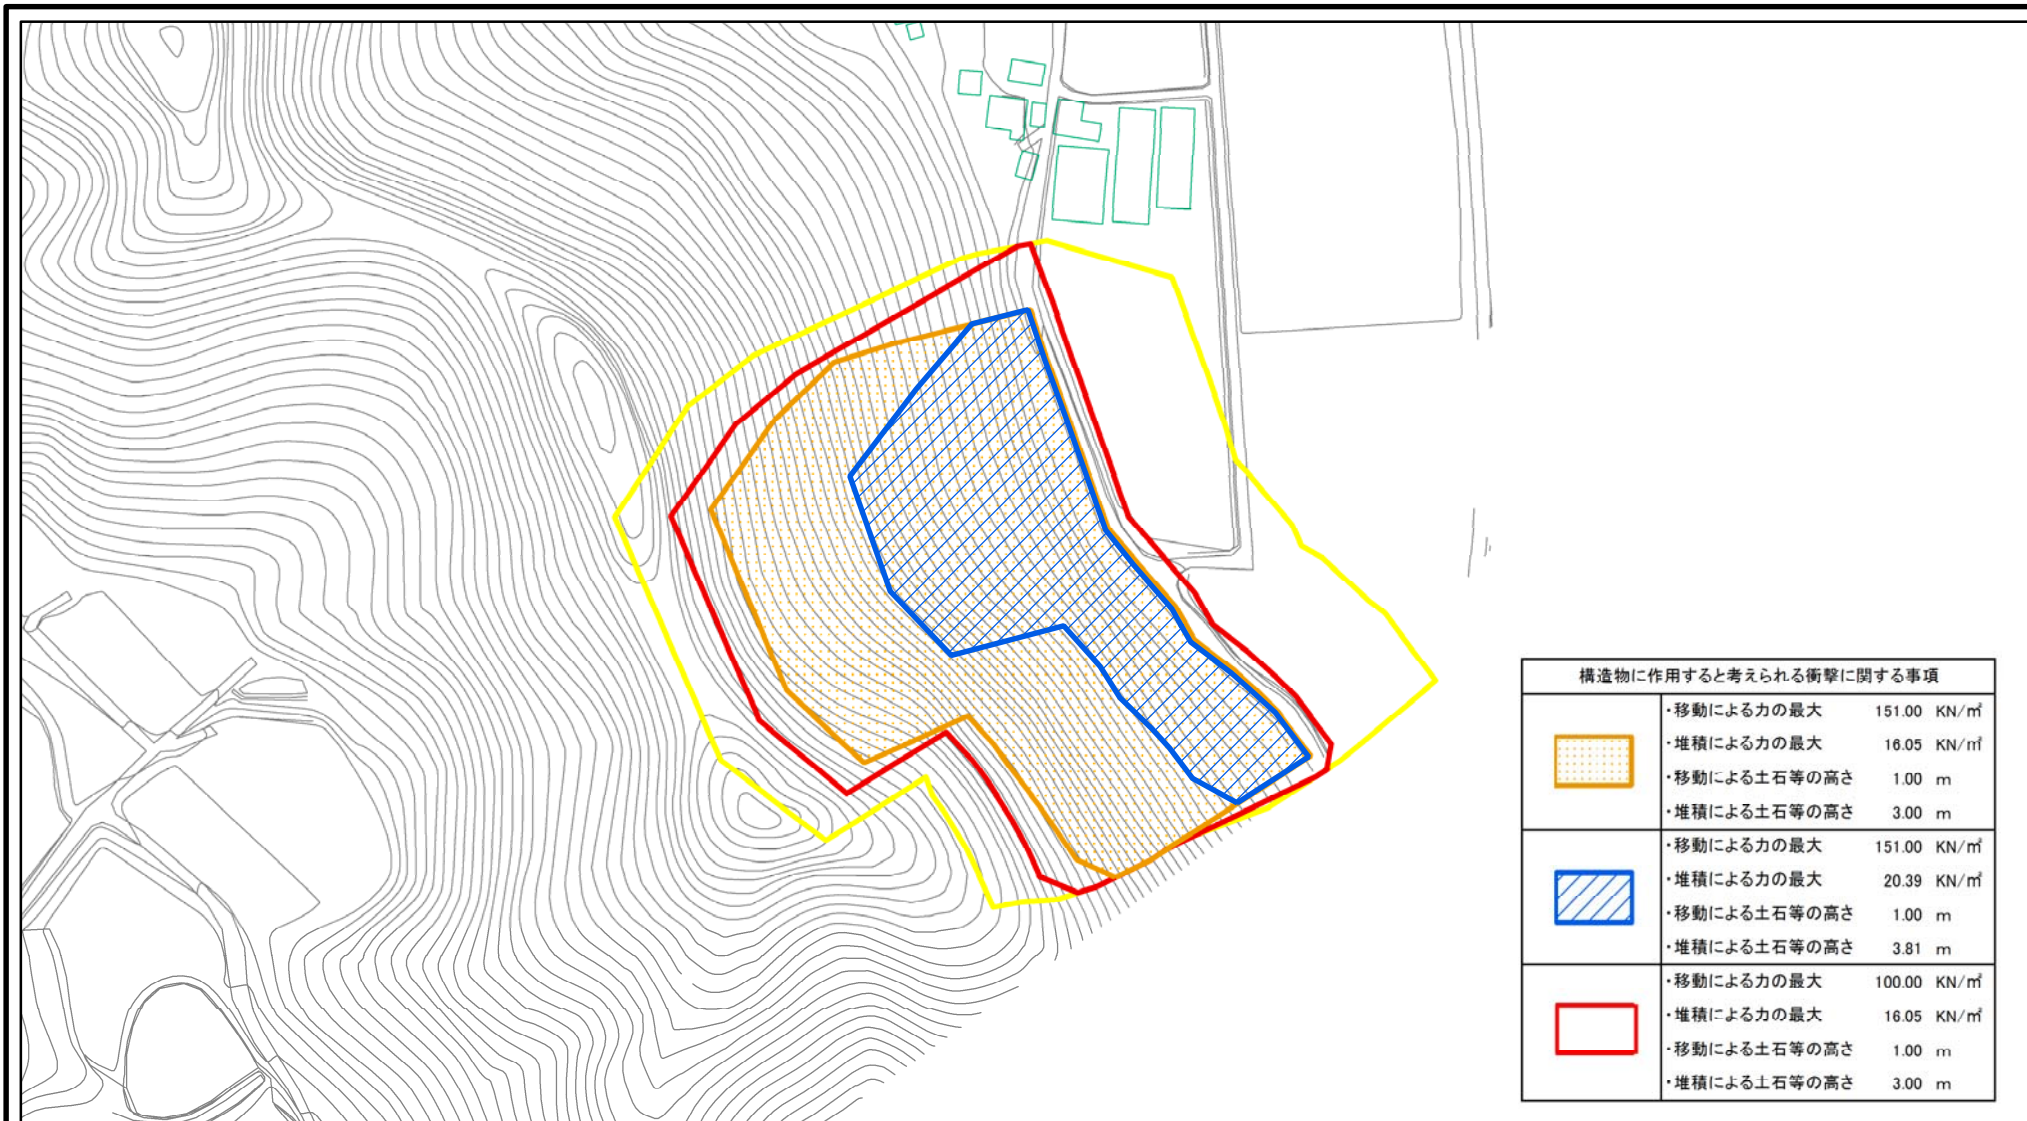 構造物に作用すると考えられる衝撃に関する事項
・移動による力の最大 151.00 KN/㎡
・堆積による力の最大 16.05 KN/㎡
・移動による土石等の高さ 1.00 m
・堆積による土石等の高さ 3.00 m
・移動による力の最大 151.00 KN/㎡
・堆積による力の最大 20.39 KN/㎡
・移動による土石等の高さ 1.00 m
・堆積による土石等の高さ 3.81 m
・移動による力の最大 100.00 KN/㎡
・堆積による力の最大 16.05 KN/㎡
・移動による土石等の高さ 1.00 m
・堆積による土石等の高さ 3.00 m